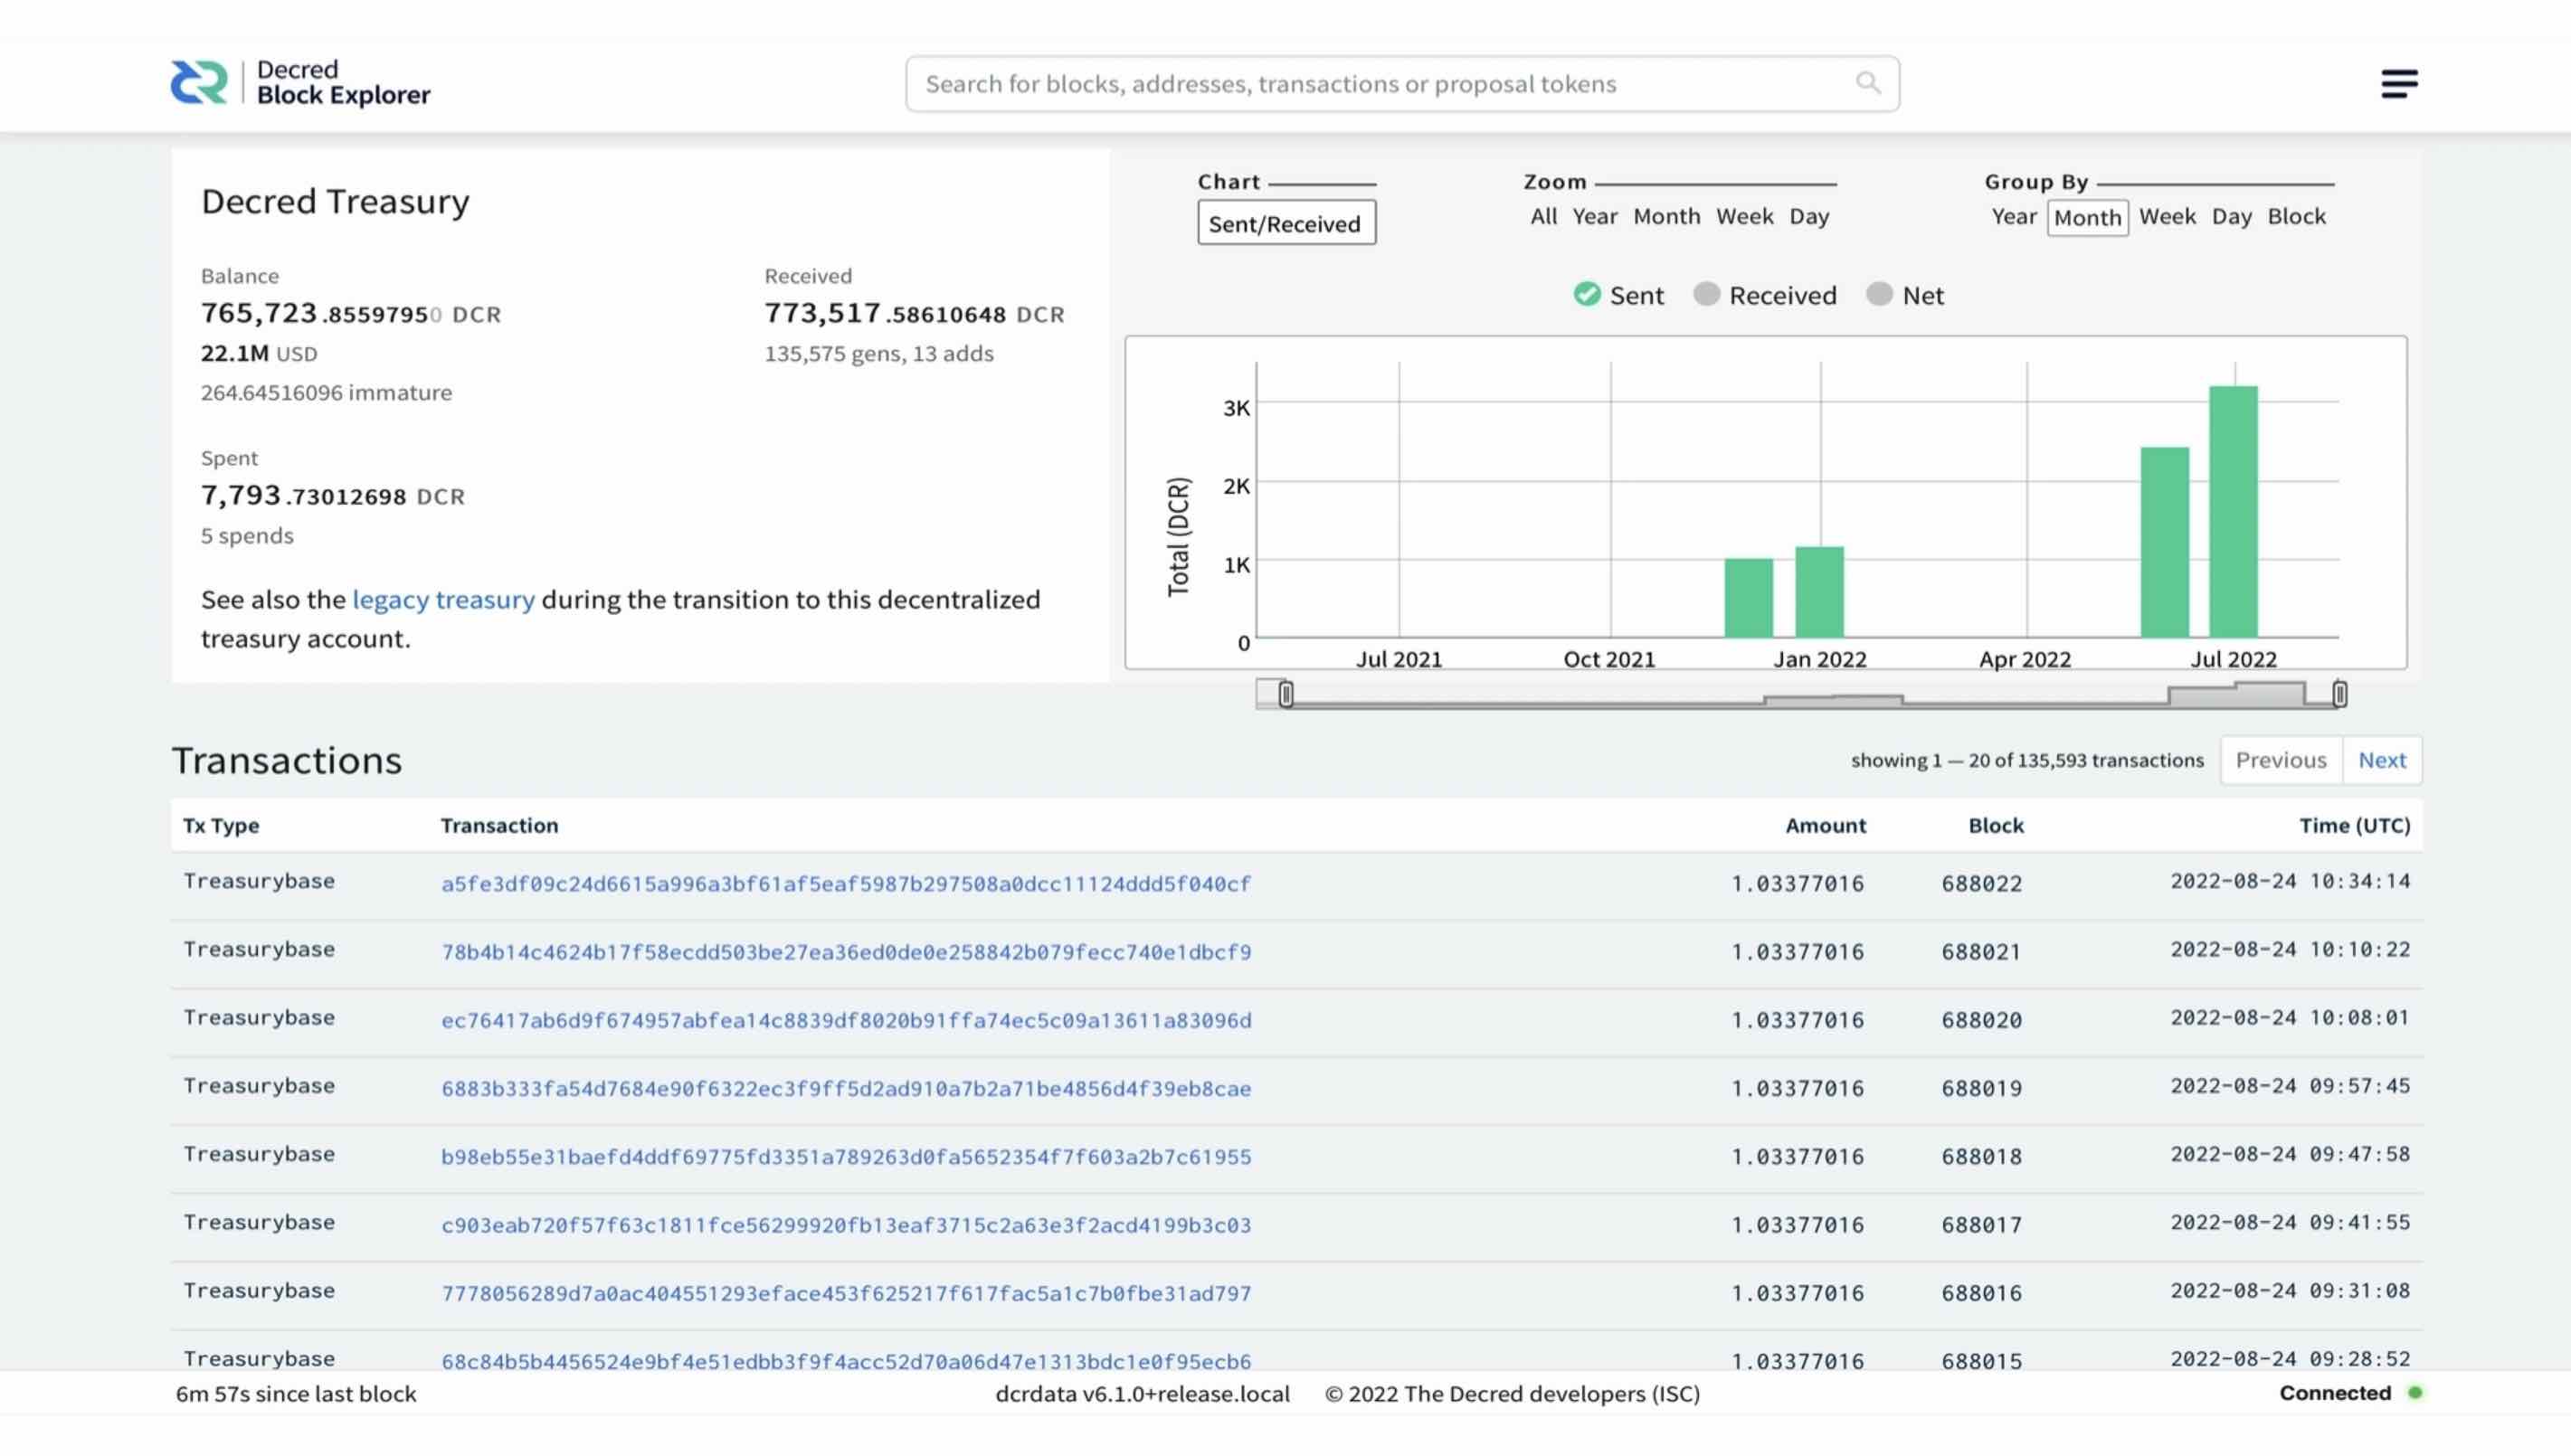 Decred
Block Explorer
Search for blocks, addresses, transactions or proposal tokens
Decred Treasury
Balance
765,723.85597950 DCR
22.1M USD
264.64516096 immature
Received
773,517.58610648 DCR
135,575 gens, 13 adds
Spent
7,793.73012698 DCR
5 spends
See also the legacy treasury during the transition to this decentralized
treasury account.
Chart
Sent/Received
Zoom
All Year Month Week Day
Group By
Year Month Week Day Block
Sent Received Net
Total (DCR)
3K
2K
1K
0
Jul 2021 Oct 2021 Jan 2022 Apr 2022 Jul 2022
Transactions
showing 1 — 20 of 135,593 transactions Previous Next
Tx Type Transaction Amount Block Time (UTC)
Treasurybase a5fe3df09c24d6615a996a3bf61af5eaf5987b297508a0dcc11124ddd5f040cf 1.03377016 688022 2022-08-24 10:34:14
Treasurybase 78b4b14c4624b17f58ecdd503be27ea36ed0de0e258842b079fecc740e1dbcf9 1.03377016 688021 2022-08-24 10:10:22
Treasurybase ec76417ab6d9f674957abfea14c8839df8020b91ffa74ec5c09a13611a83096d 1.03377016 688020 2022-08-24 10:08:01
Treasurybase 6883b333fa54d7684e90f6322ec3f9ff5d2ad910a7b2a71be4856d4f39eb8cae 1.03377016 688019 2022-08-24 09:57:45
Treasurybase b98eb55e31baefd4ddf69775fd3351a789263d0fa5652354f7f603a2b7c61955 1.03377016 688018 2022-08-24 09:47:58
Treasurybase c903eab720f57f63c1811fce56299920fb13eaf3715c2a63e3f2acd4199b3c03 1.03377016 688017 2022-08-24 09:41:55
Treasurybase 7778056289d7a0ac404551293eface453f625217f617fac5a1c7b0fbe31ad797 1.03377016 688016 2022-08-24 09:31:08
Treasurybase 68c84b5b4456524e9bf4e51edbb3f9f4acc52d70a06d47e1313bdc1e0f95ecb6 1.03377016 688015 2022-08-24 09:28:52
6m 57s since last block dcrdata v6.1.0+release.local © 2022 The Decred developers (ISC) Connected